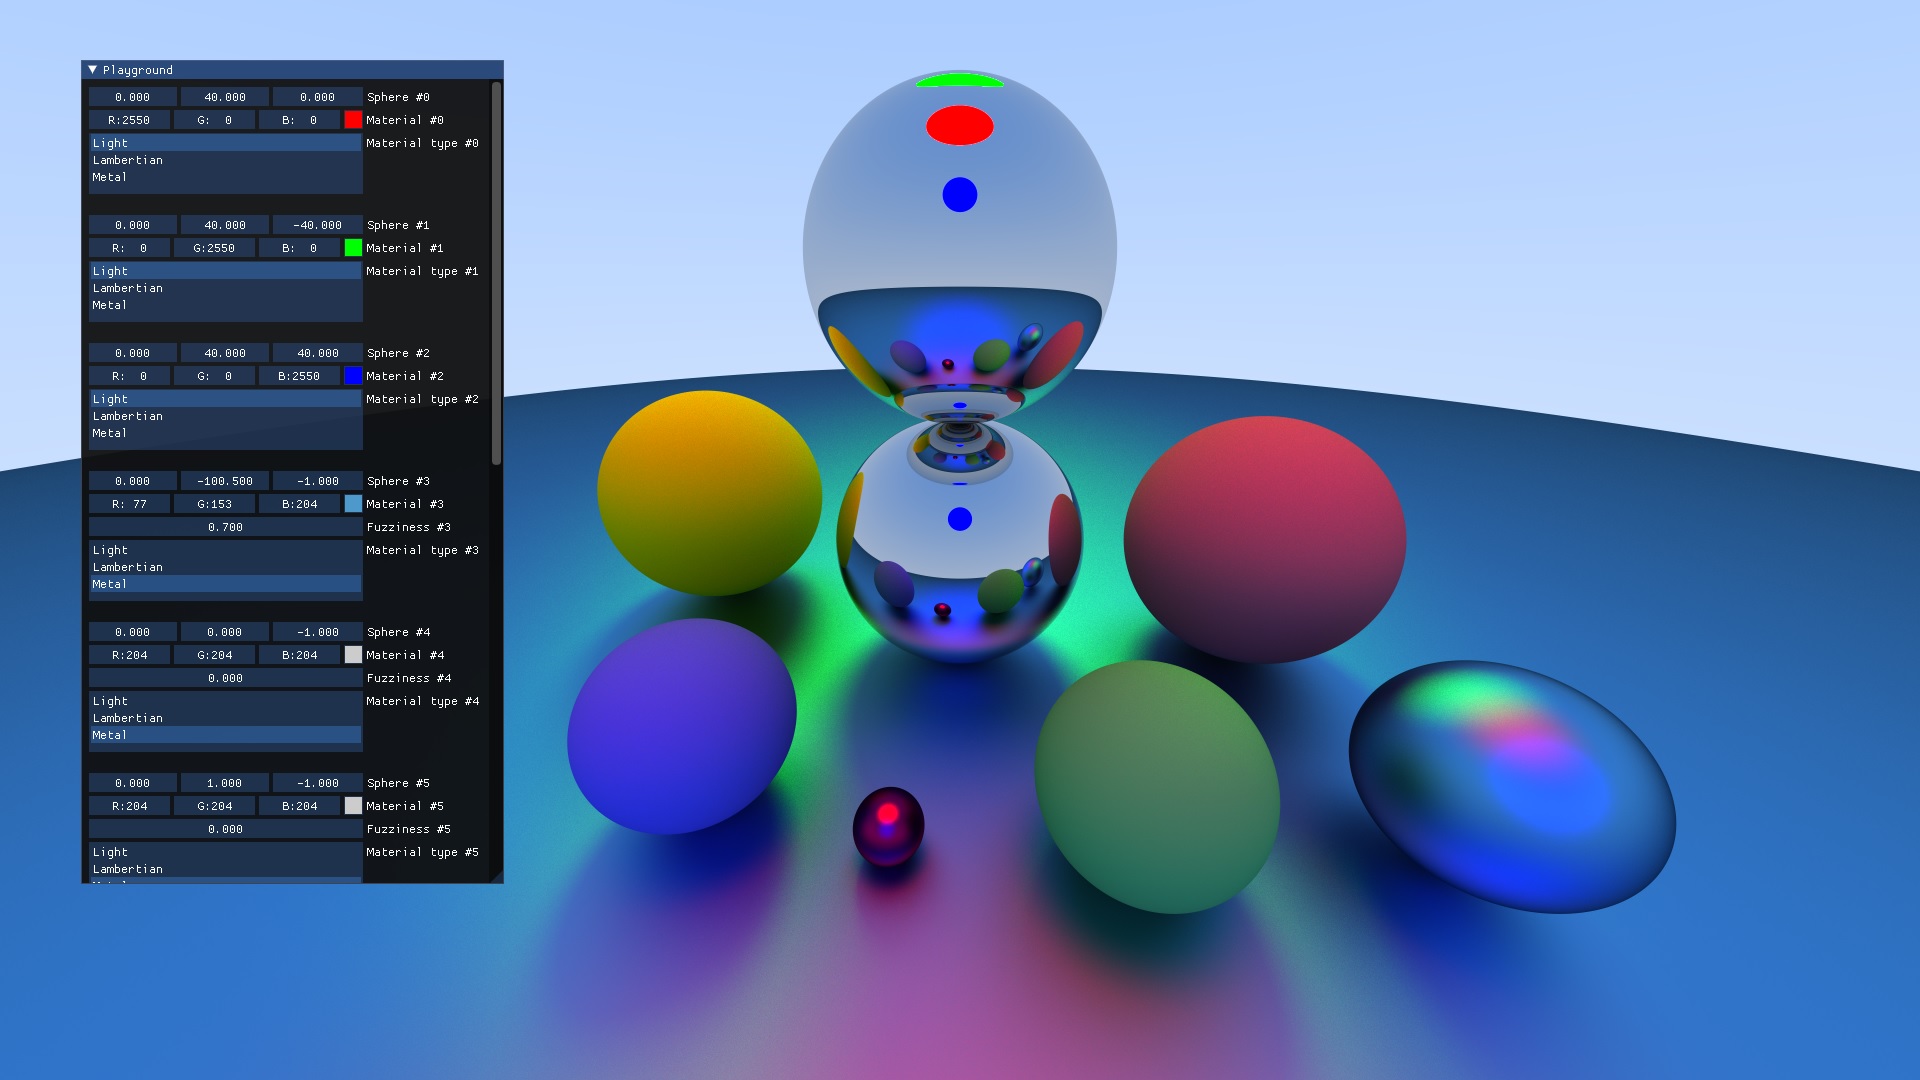 Playground
0.000 40.000 0.000 Sphere #0
R:2550 G: 0 B: 0 Material #0
Light Material type #0
Lambertian
Metal
0.000 40.000 -40.000 Sphere #1
R: 0 G:2550 B: 0 Material #1
Light Material type #1
Lambertian
Metal
0.000 40.000 40.000 Sphere #2
R: 0 G: 0 B:2550 Material #2
Light Material type #2
Lambertian
Metal
0.000 -100.500 -1.000 Sphere #3
R: 77 G:153 B:204 Material #3
0.700 Fuzziness #3
Light Material type #3
Lambertian
Metal
0.000 0.000 -1.000 Sphere #4
R:204 G:204 B:204 Material #4
0.000 Fuzziness #4
Light Material type #4
Lambertian
Metal
0.000 1.000 -1.000 Sphere #5
R:204 G:204 B:204 Material #5
0.000 Fuzziness #5
Light Material type #5
Lambertian